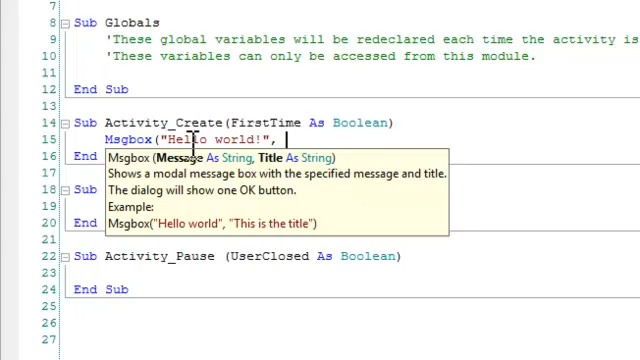 7
8 Sub Globals
9 'These global variables will be redeclared each time the activity is
10 'These variables can only be accessed from this module.
11
12 End Sub
13
14 Sub Activity_Create(FirstTime As Boolean)
15 Msgbox("Hello world!",
16 End
Msgbox (Message As String, Title As String)
17
Shows a modal message box with the specified message and title.
18 Sub
The dialog will show one OK button.
19
Example:
20 End
Msgbox("Hello world", "This is the title")
21
22 Sub Activity_Pause (UserClosed As Boolean)
23
24 End Sub
25
26
27